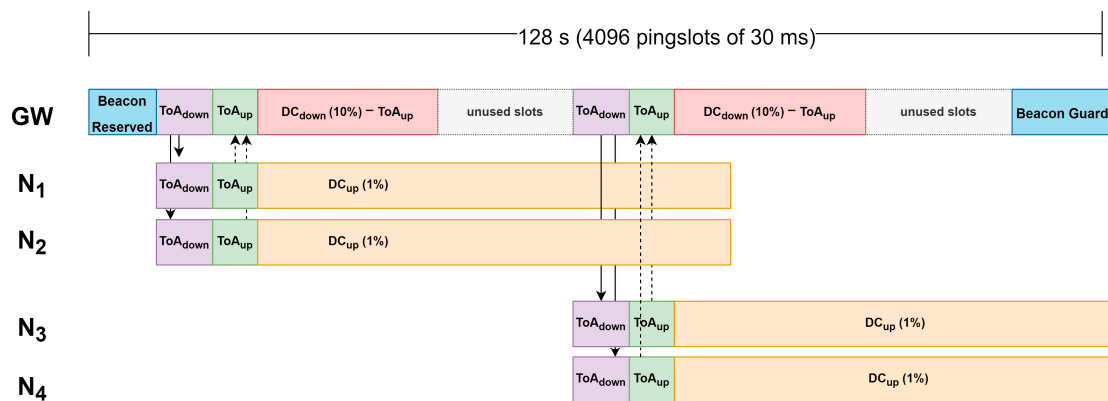 128 s (4096 pingslots of 30 ms)
GW
Beacon
Reserved
ToAdown
ToAup
DCdown (10%) – ToAup
unused slots
ToAdown
ToAup
DCdown (10%) – ToAup
unused slots
Beacon Guard
N1
ToAdown
ToAup
DCup (1%)
N2
ToAdown
ToAup
DCup (1%)
N3
ToAdown
ToAup
DCup (1%)
N4
ToAdown
ToAup
DCup (1%)